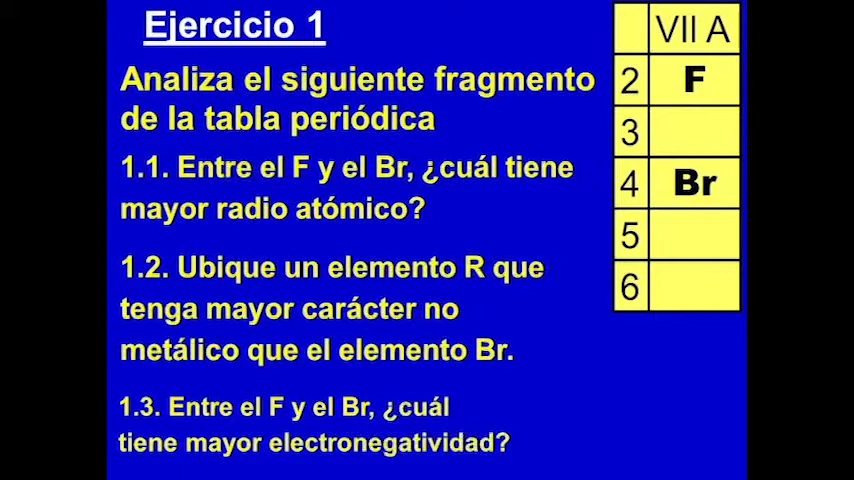 Ejercicio 1
Analiza el siguiente fragmento
de la tabla periódica
1.1. Entre el F y el Br, ¿cuál tiene
mayor radio atómico?
1.2. Ubique un elemento R que
tenga mayor carácter no
metálico que el elemento Br.
1.3. Entre el F y el Br, ¿cuál
tiene mayor electronegatividad?
VII A
2 F
3
4 Br
5
6